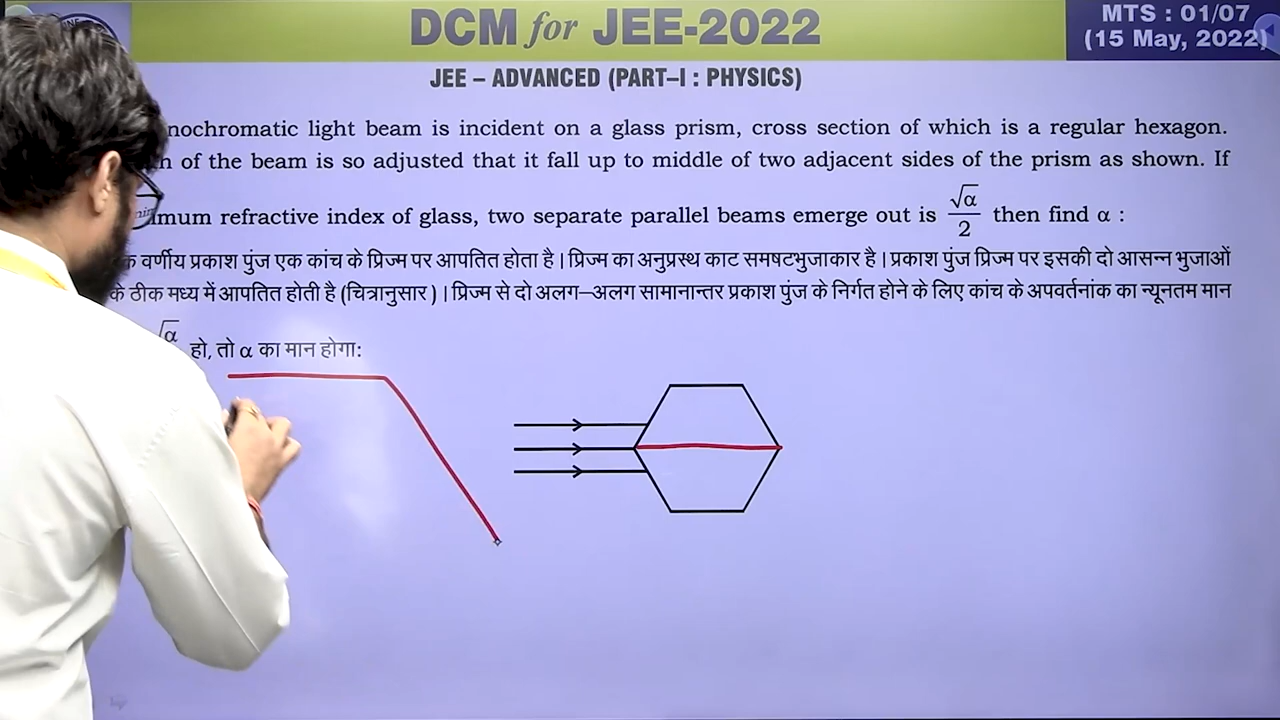 DCM for JEE-2022
MTS : 01/07
(15 May, 2022)
JEE – ADVANCED (PART–I : PHYSICS)
nochromatic light beam is incident on a glass prism, cross section of which is a regular hexagon.
of the beam is so adjusted that it fall up to middle of two adjacent sides of the prism as shown. If
mum refractive index of glass, two separate parallel beams emerge out is √α/2 then find α :
वर्णीय प्रकाश पुंज एक कांच के प्रिज्म पर आपतित होता है। प्रिज्म का अनुप्रस्थ काट समषटभुजाकार है। प्रकाश पुंज प्रिज्म पर इसकी दो आसन्न भुजाओं
के ठीक मध्य में आपतित होती है (चित्रानुसार)। प्रिज्म से दो अलग–अलग सामानान्तर प्रकाश पुंज के निर्गत होने के लिए कांच के अपवर्तनांक का न्यूनतम मान
√α हो, तो α का मान होगा: